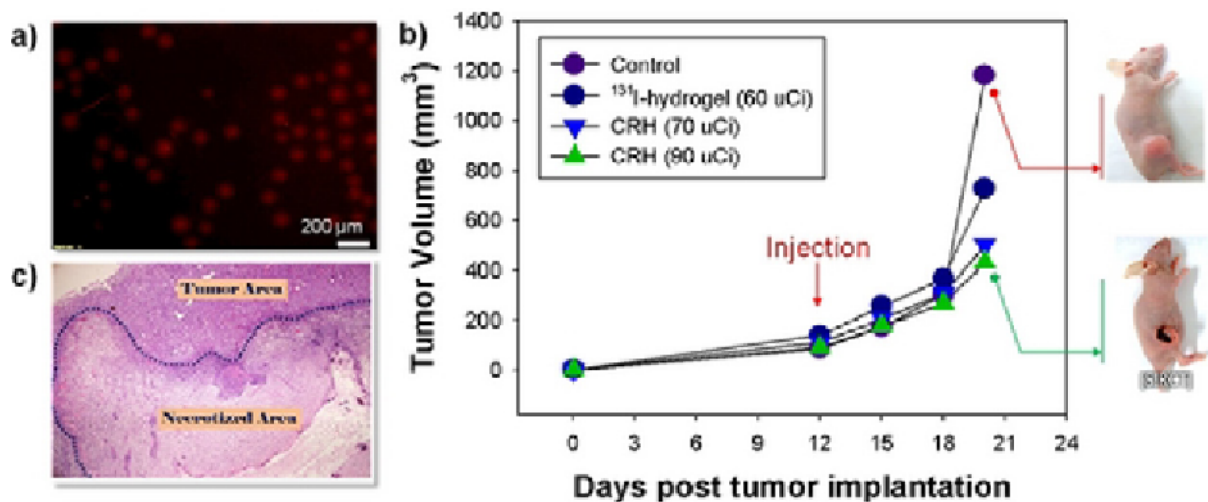 a)
200 µm
c)
Tumor Area
Necrotized Area
b)
Tumor Volume (mm³)
1400
1200
1000
800
600
400
200
0
Control
¹³¹I-hydrogel (60 uCi)
CRH (70 uCi)
CRH (90 uCi)
Injection
0 3 6 9 12 15 18 21 24
Days post tumor implantation